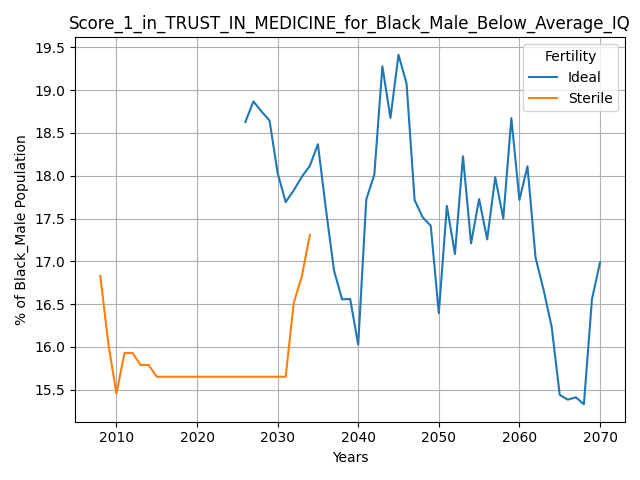 Score_1_in_TRUST_IN_MEDICINE_for_Black_Male_Below_Average_IQ
Fertility
Ideal
Sterile
% of Black_Male Population
19.5
19.0
18.5
18.0
17.5
17.0
16.5
16.0
15.5
2010 2020 2030 2040 2050 2060 2070
Years